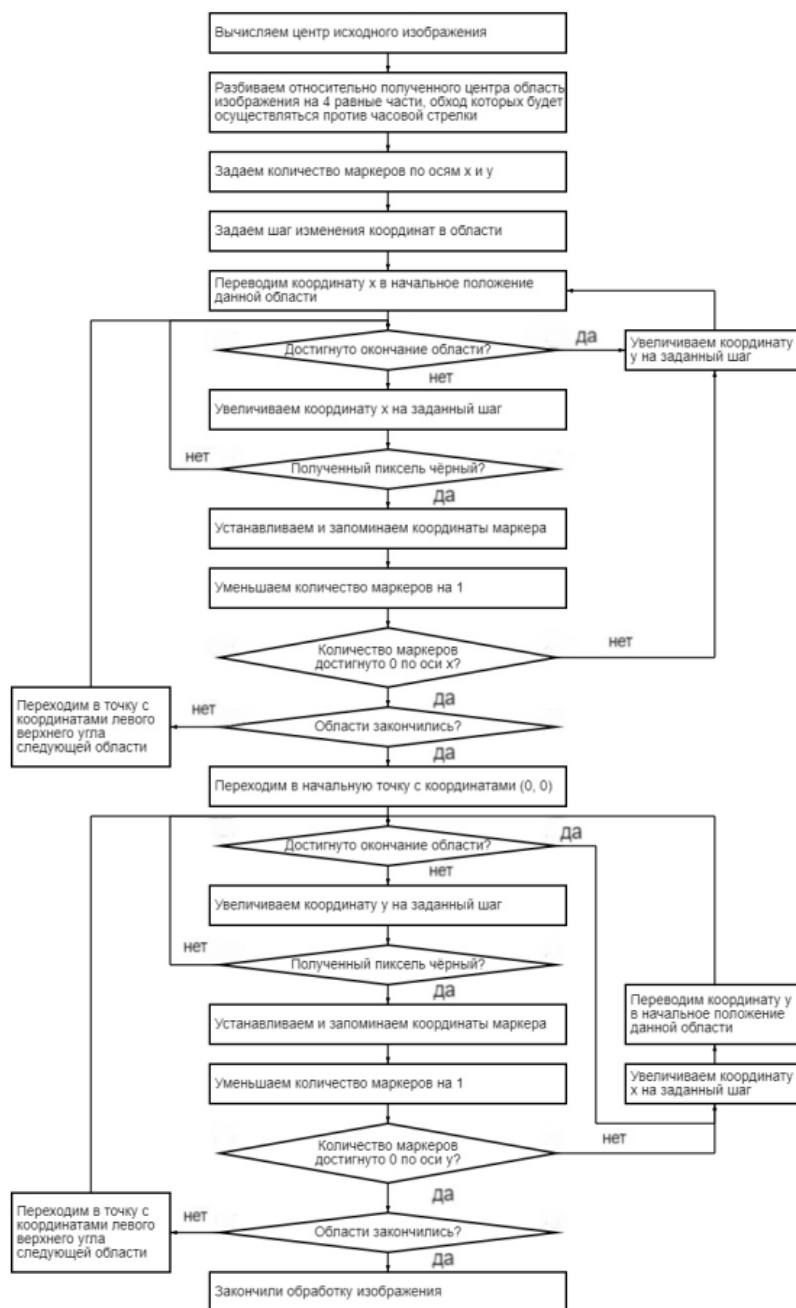 Вычисляем центр исходного изображения
Разбиваем относительно полученного центра область
изображения на 4 равные части, обход которых будет
осуществляться против часовой стрелки
Задаем количество маркеров по осям x и y
Задаем шаг изменения координат в области
Переводим координату x в начальное положение
данной области
Достигнуто окончание области?
да
Увеличиваем координату
y на заданный шаг
нет
Увеличиваем координату x на заданный шаг
нет
Полученный пиксель чёрный?
да
Устанавливаем и запоминаем координаты маркера
Уменьшаем количество маркеров на 1
Количество маркеров
достигнуто 0 по оси x?
нет
да
Переходим в точку с
координатами левого
верхнего угла
следующей области
нет
Области закончились?
да
Переходим в начальную точку с координатами (0, 0)
Достигнуто окончание области?
да
нет
Увеличиваем координату y на заданный шаг
нет
Полученный пиксель чёрный?
да
Переводим координату y
в начальное положение
данной области
Устанавливаем и запоминаем координаты маркера
Уменьшаем количество маркеров на 1
Увеличиваем координату
x на заданный шаг
Количество маркеров
достигнуто 0 по оси y?
нет
да
Переходим в точку с
координатами левого
верхнего угла
следующей области
нет
Области закончились?
да
Закончили обработку изображения